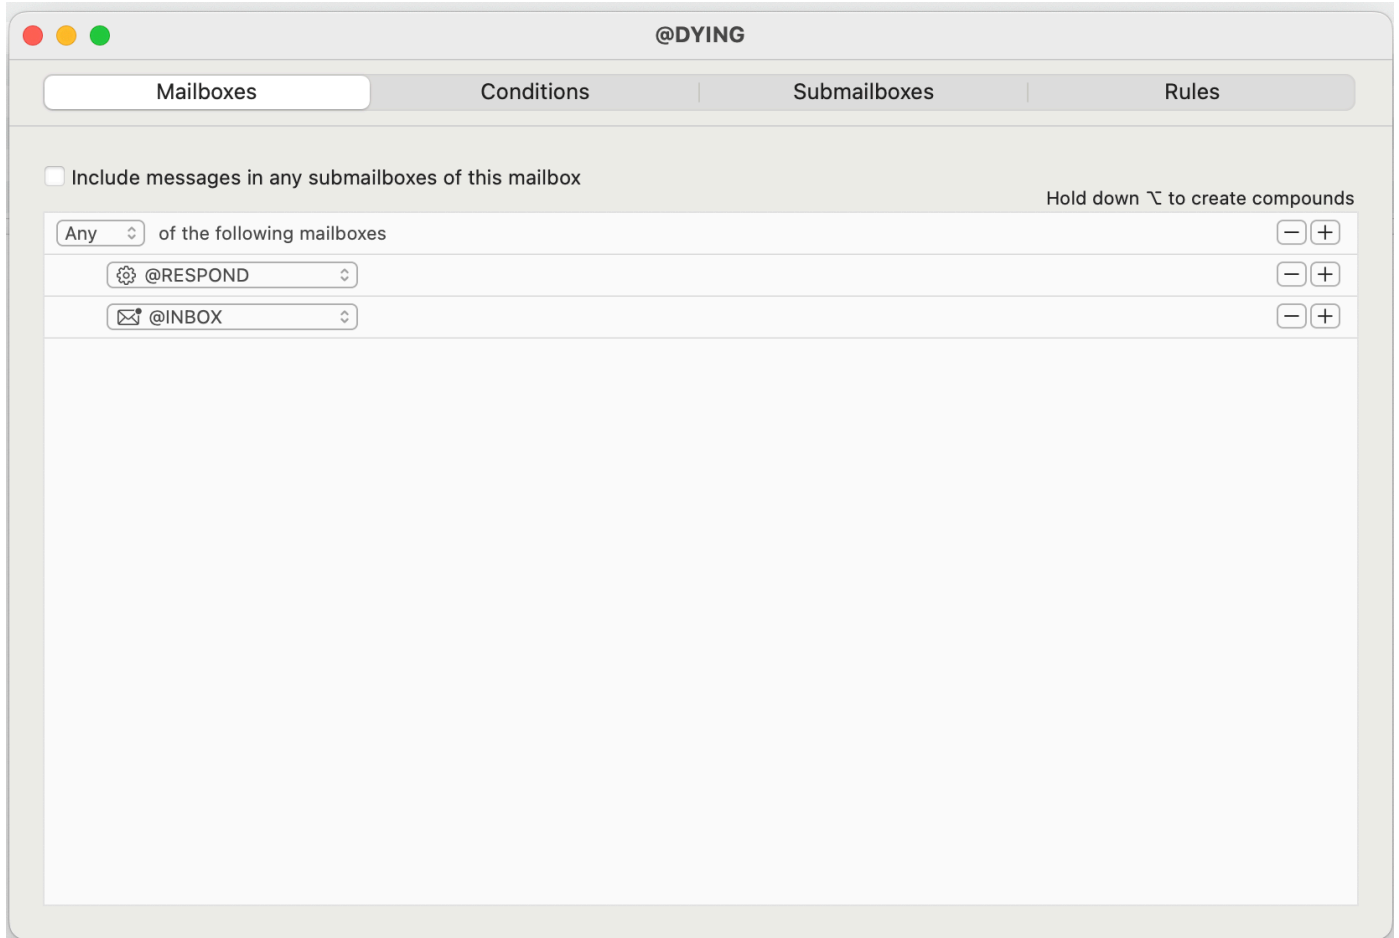 @DYING
Mailboxes Conditions Submailboxes Rules
Include messages in any submailboxes of this mailbox
Hold down ⌥ to create compounds
Any of the following mailboxes
@RESPOND
@INBOX